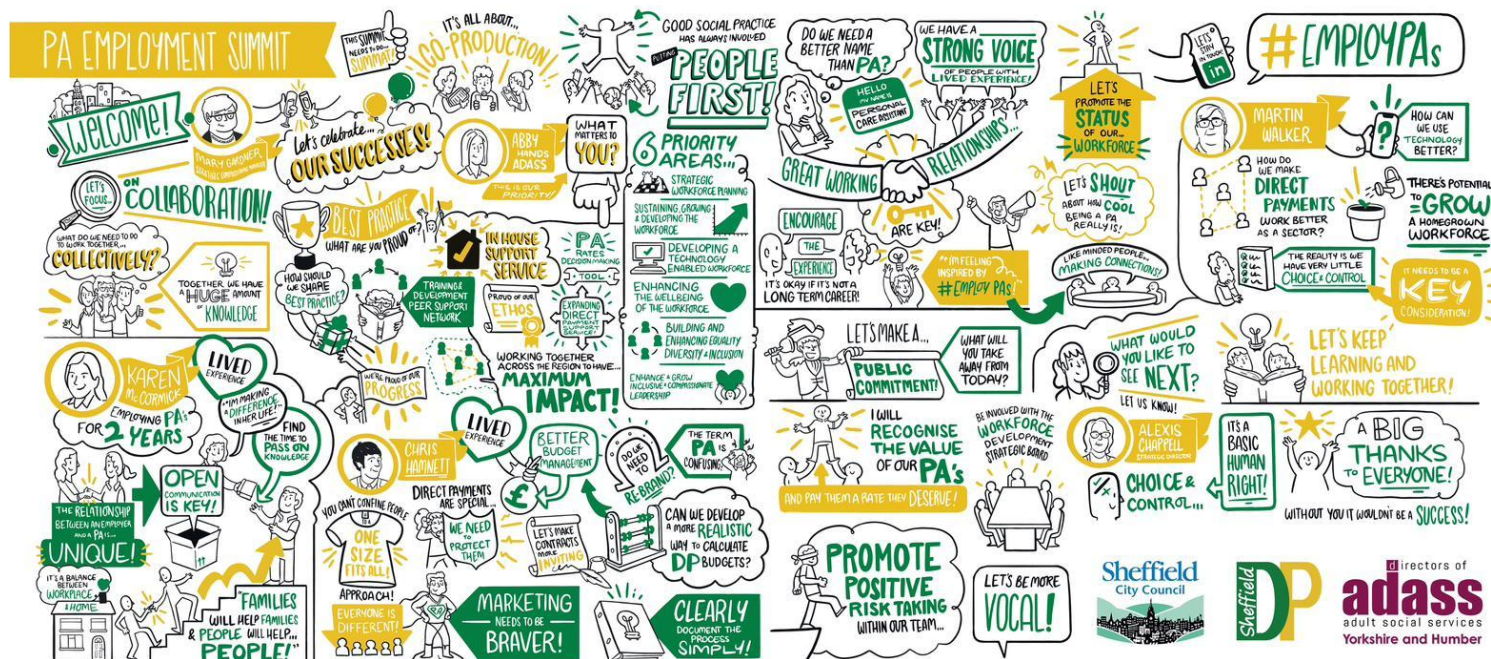 PA EMPLOYMENT SUMMIT
THIS SUMMIT
NEEDS TO DO...
SUMMAT!
IT'S ALL ABOUT...
CO-PRODUCTION!
WELCOME!
MARY GARDNER
Let's celebrate...
OUR SUCCESSES!
ABBY
HANDS
ADASS
THIS IS OUR
PRIORITY!
WHAT
MATTERS TO
YOU?
GOOD SOCIAL PRACTICE
HAS ALWAYS INVOLVED
PUTTING
PEOPLE
FIRST!
LET'S
FOCUS...
ON
COLLABORATION!
WHAT DO WE NEED TO DO
TO WORK TOGETHER...
COLLECTIVELY?
TOGETHER WE HAVE
A HUGE AMOUNT
OF KNOWLEDGE
BEST PRACTICE
WHAT ARE YOU PROUD OF?
HOW SHOULD
WE SHARE
BEST PRACTICE?
TRAINING &
DEVELOPMENT
PEER SUPPORT
NETWORK
IN HOUSE
SUPPORT
SERVICE
PROUD OF OUR
ETHOS
PA
RATES
DECISION MAKING
TOOL
EXPANDING
DIRECT
PAYMENT
SUPPORT
SERVICE!
WE'RE PROUD OF OUR
PROGRESS
WORKING TOGETHER
ACROSS THE REGION TO HAVE...
MAXIMUM
IMPACT!
6 PRIORITY
AREAS...
STRATEGIC
WORKFORCE PLANNING
SUSTAINING, GROWING
& DEVELOPING THE
WORKFORCE
DEVELOPING A
TECHNOLOGY
ENABLED WORKFORCE
ENHANCING
THE WELLBEING
OF THE WORKFORCE
BUILDING AND
ENHANCING EQUALITY
DIVERSITY & INCLUSION
ENHANCE & GROW
INCLUSIVE & COMPASSIONATE
LEADERSHIP
KAREN
McCORMICK
LIVED
EXPERIENCE
EMPLOYING PA'S
FOR 2 YEARS
"I'M MAKING
A DIFFERENCE
IN HER LIFE!"
FIND
THE TIME TO
PASS ON
KNOWLEDGE
OPEN
COMMUNICATION
IS KEY!
THE RELATIONSHIP
BETWEEN AN EMPLOYER
AND A PA IS...
UNIQUE!
IT'S A BALANCE
BETWEEN
WORKPLACE
& HOME
"FAMILIES
WILL HELP FAMILIES
& PEOPLE WILL HELP...
PEOPLE!"
CHRIS
HAMNETT
LIVED
EXPERIENCE
YOU CAN'T CONFINE PEOPLE
TO A
ONE
SIZE
FITS ALL!
APPROACH!
EVERYONE IS
DIFFERENT!
DIRECT PAYMENTS
ARE SPECIAL...
WE NEED
TO
PROTECT
THEM
PA
MARKETING
NEEDS TO BE
BRAVER!
BETTER
BUDGET
MANAGEMENT
£
LET'S MAKE
CONTRACTS
MORE
INVITING
DO WE
NEED TO
RE-BRAND?
THE TERM
PA IS
CONFUSING
CAN WE DEVELOP
A MORE REALISTIC
WAY TO CALCULATE
DP BUDGETS?
CLEARLY
DOCUMENT THE
PROCESS
SIMPLY!
DO WE NEED A
BETTER NAME
THAN PA?
HELLO
MY NAME IS
PERSONAL
CARE ASSISTANT
WE HAVE A
STRONG VOICE
OF PEOPLE WITH
LIVED EXPERIENCE!
GREAT WORKING
RELATIONSHIPS...
ARE KEY!
ENCOURAGE
THE
EXPERIENCE
IT'S OKAY IF IT'S NOT A
LONG TERM CAREER!
"I'M FEELING
INSPIRED BY
#EMPLOY PAs
LET'S
PROMOTE THE
STATUS
OF OUR...
WORKFORCE
LET'S SHOUT
ABOUT HOW COOL
BEING A PA
REALLY IS!
LIKE MINDED PEOPLE...
MAKING CONNECTIONS!
LET'S
STAY
IN TOUCH!
in
#EMPLOYPAs
MARTIN
WALKER
?
HOW CAN
WE USE
TECHNOLOGY
BETTER?
HOW DO
WE MAKE
DIRECT
PAYMENTS
WORK BETTER
AS A SECTOR?
THERE'S POTENTIAL
TO GROW
A HOMEGROWN
WORKFORCE
THE REALITY IS WE
HAVE VERY LITTLE
CHOICE & CONTROL
IT NEEDS TO BE A
KEY
CONSIDERATION!
LET'S MAKE A...
PUBLIC
COMMITMENT!
WHAT WILL
YOU TAKE
AWAY FROM
TODAY?
WHAT WOULD
YOU LIKE TO
SEE NEXT?
LET US KNOW!
LET'S KEEP
LEARNING AND
WORKING TOGETHER!
I WILL
RECOGNISE
THE VALUE
OF OUR PA's
AND PAY THEM A RATE THEY DESERVE!
BE INVOLVED WITH THE
WORKFORCE
DEVELOPMENT
STRATEGIC BOARD
ALEXIS
CHAPPELL
STRATEGIC DIRECTOR
CHOICE &
CONTROL...
IT'S A
BASIC
HUMAN
RIGHT!
A BIG
THANKS
TO EVERYONE!
WITHOUT YOU IT WOULDN'T BE A SUCCESS!
PROMOTE
POSITIVE
RISK TAKING
WITHIN OUR TEAM...
LET'S BE MORE
VOCAL!
Sheffield
City Council
Sheffield
DP
directors of
adass
adult social services
Yorkshire and Humber